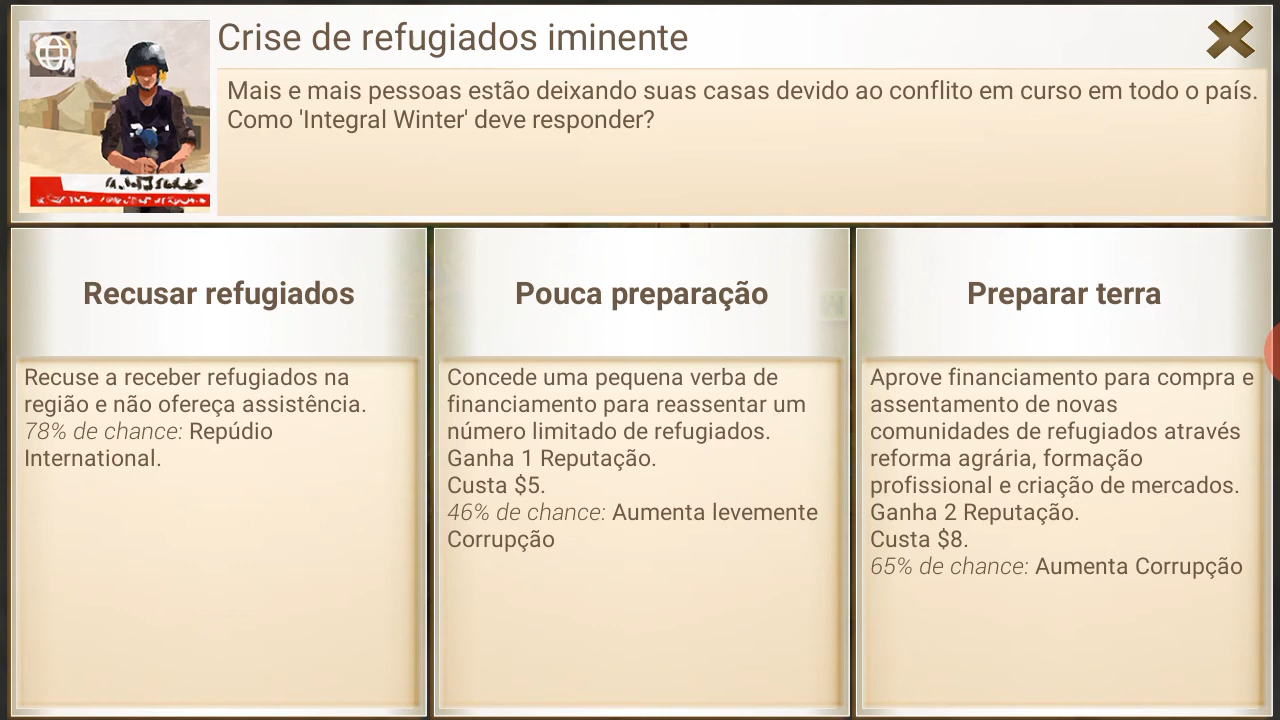 Crise de refugiados iminente
Mais e mais pessoas estão deixando suas casas devido ao conflito em curso em todo o país.
Como 'Integral Winter' deve responder?
Recusar refugiados
Recuse a receber refugiados na
região e não ofereça assistência.
78% de chance: Repúdio
International.
Pouca preparação
Concede uma pequena verba de
financiamento para reassentar um
número limitado de refugiados.
Ganha 1 Reputação.
Custa $5.
46% de chance: Aumenta levemente
Corrupção
Preparar terra
Aprove financiamento para compra e
assentamento de novas
comunidades de refugiados através
reforma agrária, formação
profissional e criação de mercados.
Ganha 2 Reputação.
Custa $8.
65% de chance: Aumenta Corrupção